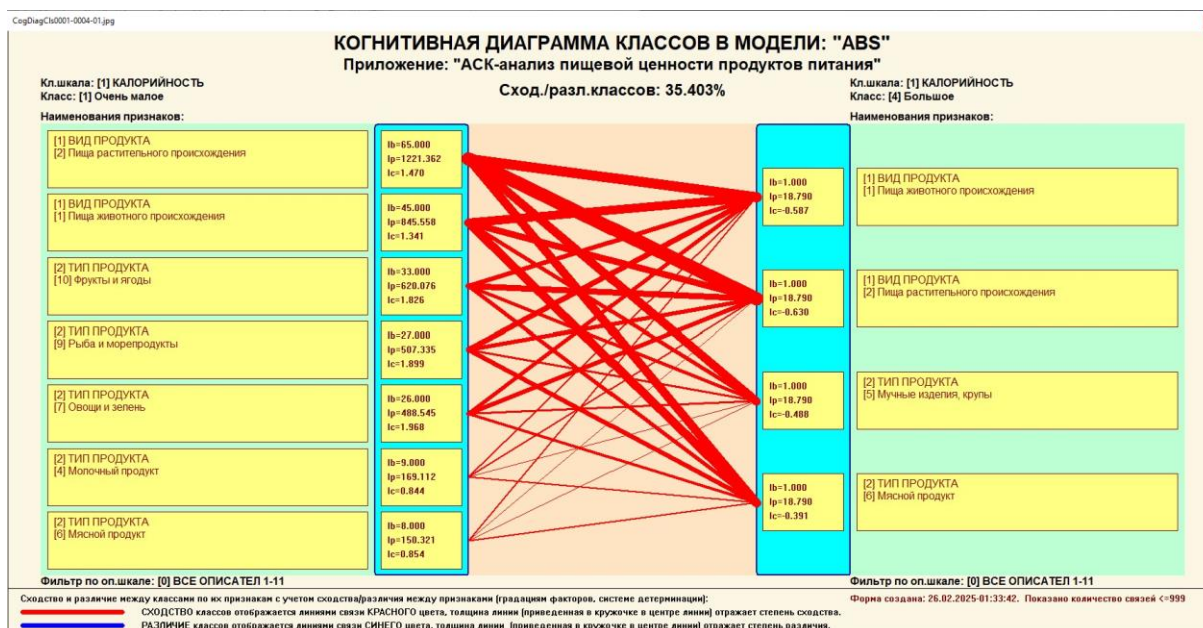 CogDiagCls0001-0004-01.jpg
КОГНИТИВНАЯ ДИАГРАММА КЛАССОВ В МОДЕЛИ: "ABS"
Приложение: "АСК-анализ пищевой ценности продуктов питания"
Кл.шкала: [1] КАЛОРИЙНОСТЬ
Класс: [1] Очень малое
Сход./разл.классов: 35.403%
Кл.шкала: [1] КАЛОРИЙНОСТЬ
Класс: [4] Большое
Наименования признаков:
[1] ВИД ПРОДУКТА
[2] Пища растительного происхождения
Ib=65.000
Ip=1221.362
Ic=1.470
[1] ВИД ПРОДУКТА
[1] Пища животного происхождения
Ib=45.000
Ip=845.558
Ic=1.341
[2] ТИП ПРОДУКТА
[10] Фрукты и ягоды
Ib=33.000
Ip=620.076
Ic=1.826
[2] ТИП ПРОДУКТА
[9] Рыба и морепродукты
Ib=27.000
Ip=507.335
Ic=1.899
[2] ТИП ПРОДУКТА
[7] Овощи и зелень
Ib=26.000
Ip=488.545
Ic=1.968
[2] ТИП ПРОДУКТА
[4] Молочный продукт
Ib=9.000
Ip=169.112
Ic=0.844
[2] ТИП ПРОДУКТА
[6] Мясной продукт
Ib=8.000
Ip=150.321
Ic=0.854
Фильтр по оп.шкале: [0] ВСЕ ОПИСАТЕЛ 1-11
Наименования признаков:
Ib=1.000
Ip=18.790
Ic=-0.587
[1] ВИД ПРОДУКТА
[1] Пища животного происхождения
Ib=1.000
Ip=18.790
Ic=-0.630
[1] ВИД ПРОДУКТА
[2] Пища растительного происхождения
Ib=1.000
Ip=18.790
Ic=-0.488
[2] ТИП ПРОДУКТА
[5] Мучные изделия, крупы
Ib=1.000
Ip=18.790
Ic=-0.391
[2] ТИП ПРОДУКТА
[6] Мясной продукт
Фильтр по оп.шкале: [0] ВСЕ ОПИСАТЕЛ 1-11
Сходство и различие между классами по их признакам с учетом сходства/различия между признаками (градациям факторов, системе детерминации):
Форма создана: 26.02.2025-01:33:42. Показано количество связей <=999
СХОДСТВО классов отображается линиями связи КРАСНОГО цвета, толщина линии (приведенная в кружочке в центре линии) отражает степень сходства.
РАЗЛИЧИЕ классов отображается линиями связи СИНЕГО цвета, толщина линии (приведенная в кружочке в центре линии) отражает степень различия.